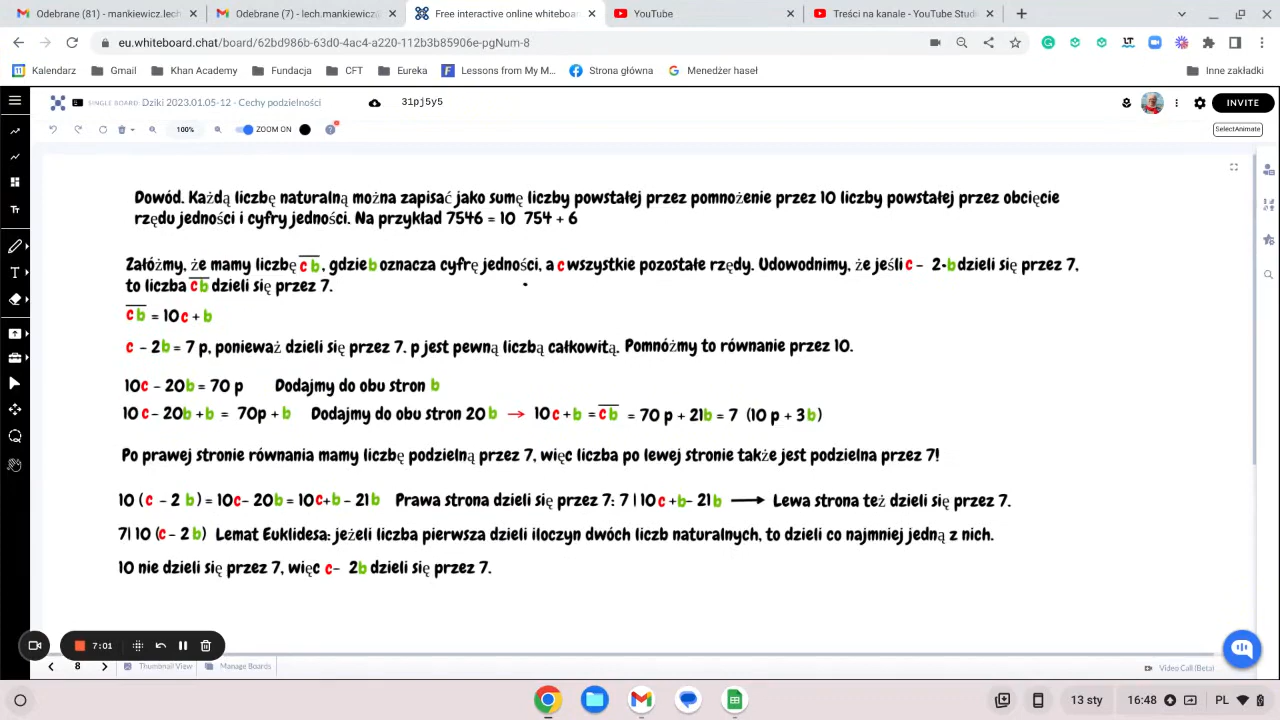 Odebrane (81) - mankiewicz.lech
Odebrane (7) - lech.mankiewicz@
Free interactive online whiteboar
YouTube
Treści na kanale - YouTube Stud
eu.whiteboard.chat/board/62bd986b-63d0-4ac4-a220-112b3b85906e-pgNum-8
Kalendarz Gmail Khan Academy Fundacja CFT Eureka Lessons from My M... Strona główna Menedżer haseł Inne zakładki
SINGLE BOARD Dziki 2023.01.05-12 - Cechy podzielności 31pj5y5 INVITE
100% ZOOM ON SelectAnimate
Dowód. Każdą liczbę naturalną można zapisać jako sumę liczby powstałej przez pomnożenie przez 10 liczby powstałej przez obcięcie
rzędu jedności i cyfry jedności. Na przykład 7546 = 10 754 + 6
Załóżmy, że mamy liczbę cb, gdzie b oznacza cyfrę jedności, a c wszystkie pozostałe rzędy. Udowodnimy, że jeśli c - 2·b dzieli się przez 7,
to liczba cb dzieli się przez 7.
cb = 10c + b
c - 2b = 7 p, ponieważ dzieli się przez 7. p jest pewną liczbą całkowitą. Pomnóżmy to równanie przez 10.
10c - 20b = 70 p Dodajmy do obu stron b
10 c - 20b + b = 70p + b Dodajmy do obu stron 20 b → 10c + b = cb = 70 p + 21b = 7 (10 p + 3b)
Po prawej stronie równania mamy liczbę podzielną przez 7, więc liczba po lewej stronie także jest podzielna przez 7!
10 (c - 2 b) = 10c - 20b = 10c+b - 21b Prawa strona dzieli się przez 7: 7 | 10c +b- 21b → Lewa strona też dzieli się przez 7.
7| 10 (c - 2b) Lemat Euklidesa: jeżeli liczba pierwsza dzieli iloczyn dwóch liczb naturalnych, to dzieli co najmniej jedną z nich.
10 nie dzieli się przez 7, więc c- 2b dzieli się przez 7.
7:01
8 Thumbnail View Manage Boards Video Call (Beta)
13 sty 16:48 PL